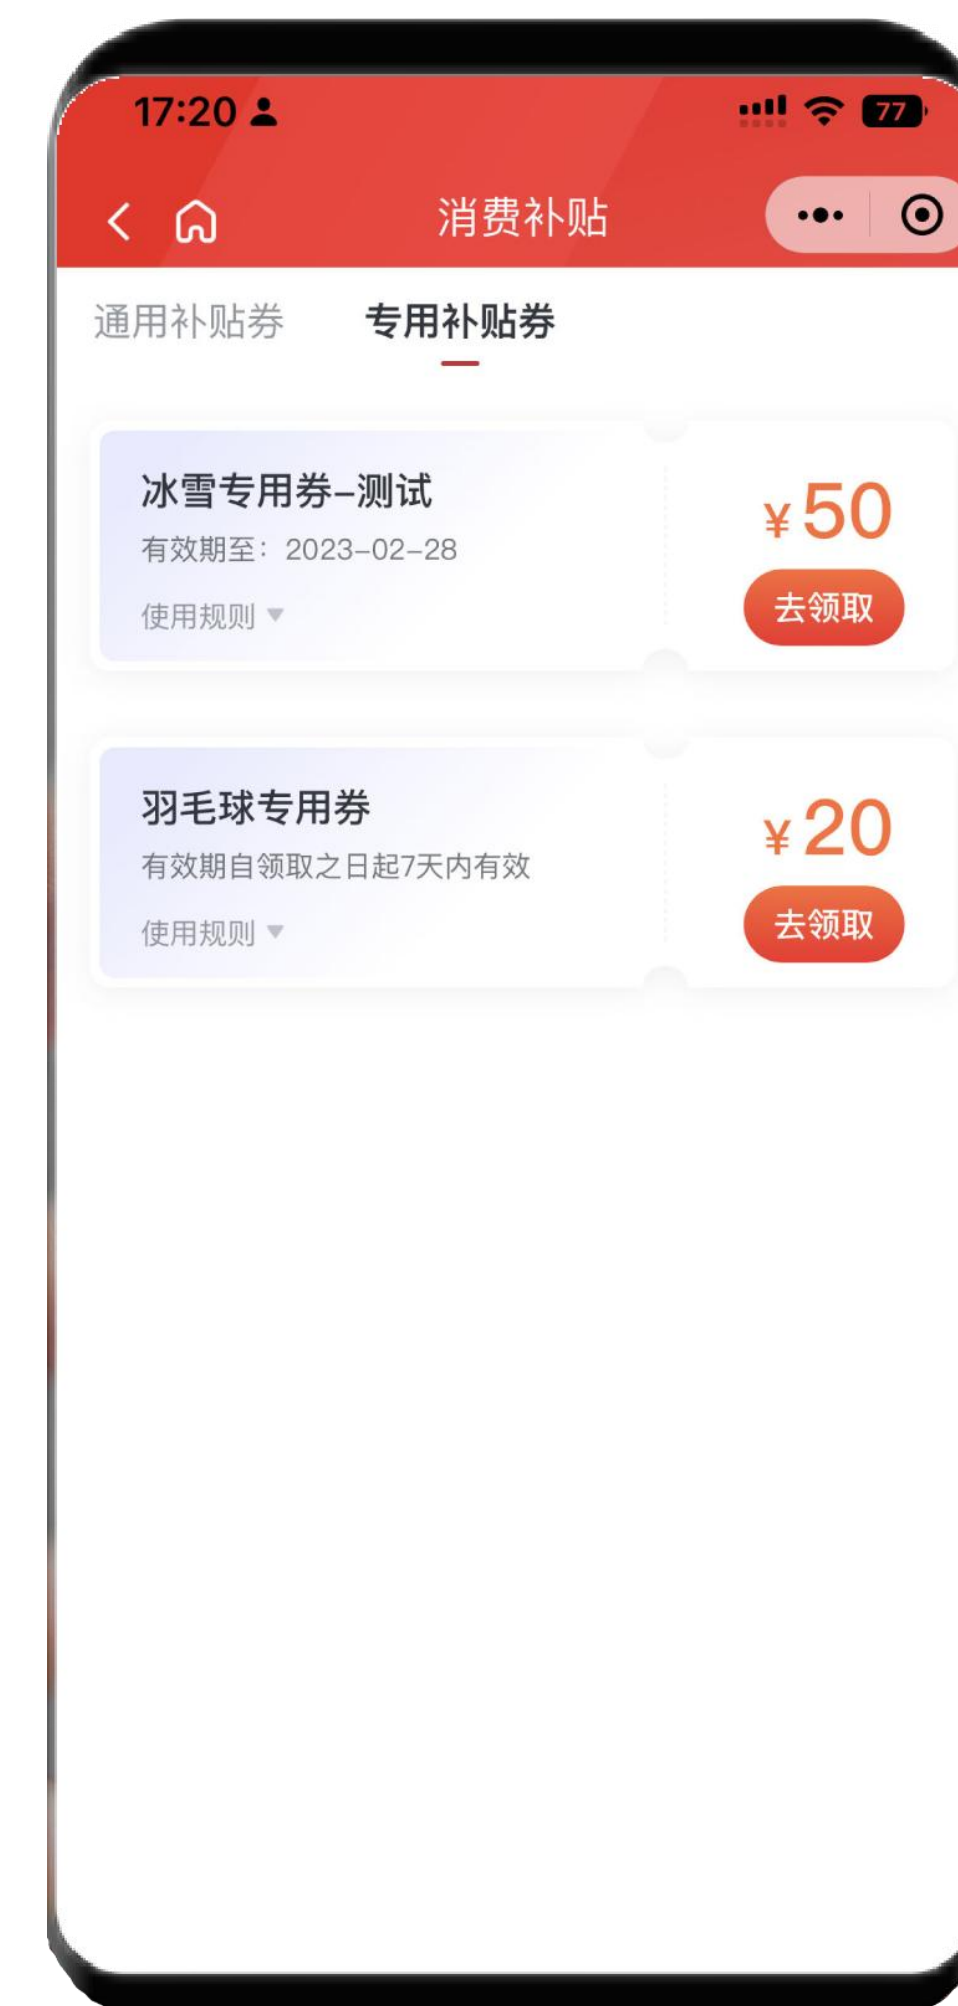 17:20
77
消费补贴
通用补贴券 专用补贴券
冰雪专用券-测试
有效期至：2023-02-28
使用规则
¥50
去领取
羽毛球专用券
有效期自领取之日起7天内有效
使用规则
¥20
去领取